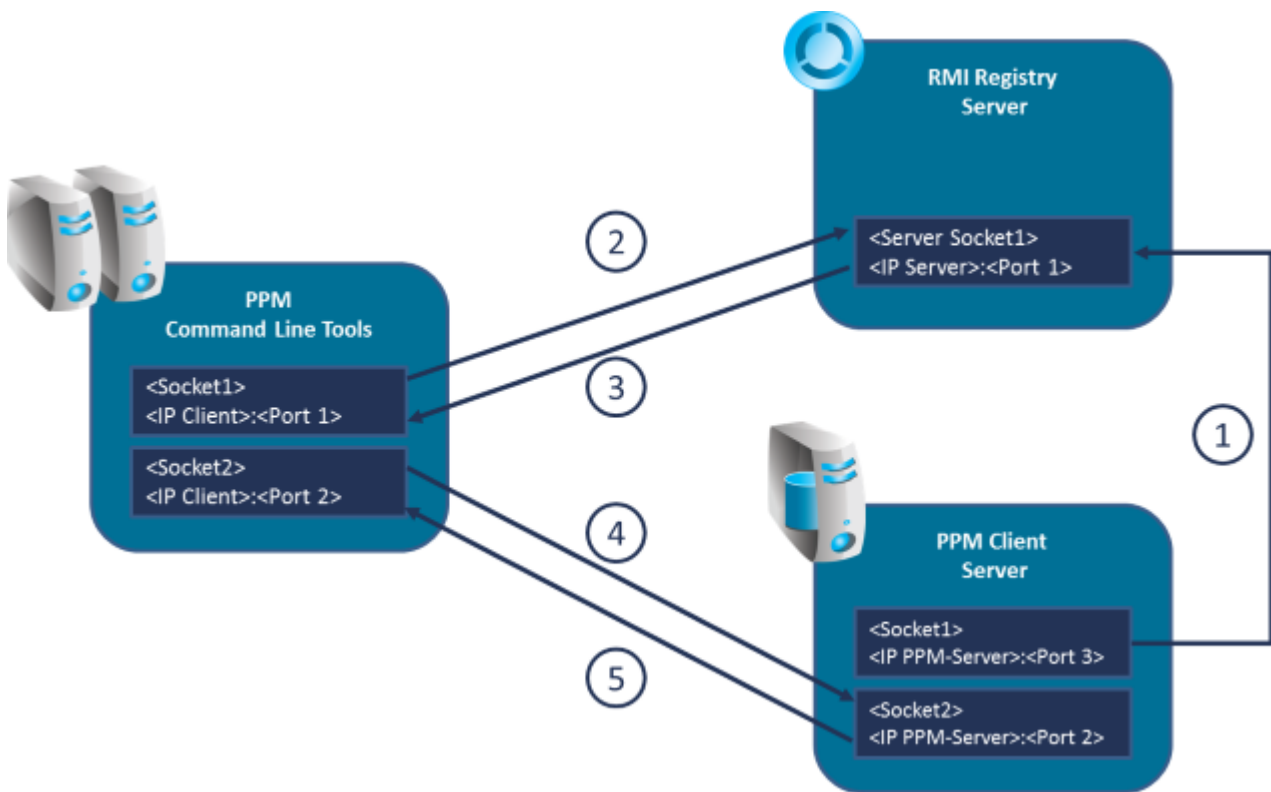 RMI Registry
Server
<Server Socket1>
<IP Server>:<Port 1>
2
PPM
Command Line Tools
<Socket1>
<IP Client>:<Port 1>
3
<Socket2>
<IP Client>:<Port 2>
1
4
PPM Client
Server
<Socket1>
<IP PPM-Server>:<Port 3>
5
<Socket2>
<IP PPM-Server>:<Port 2>